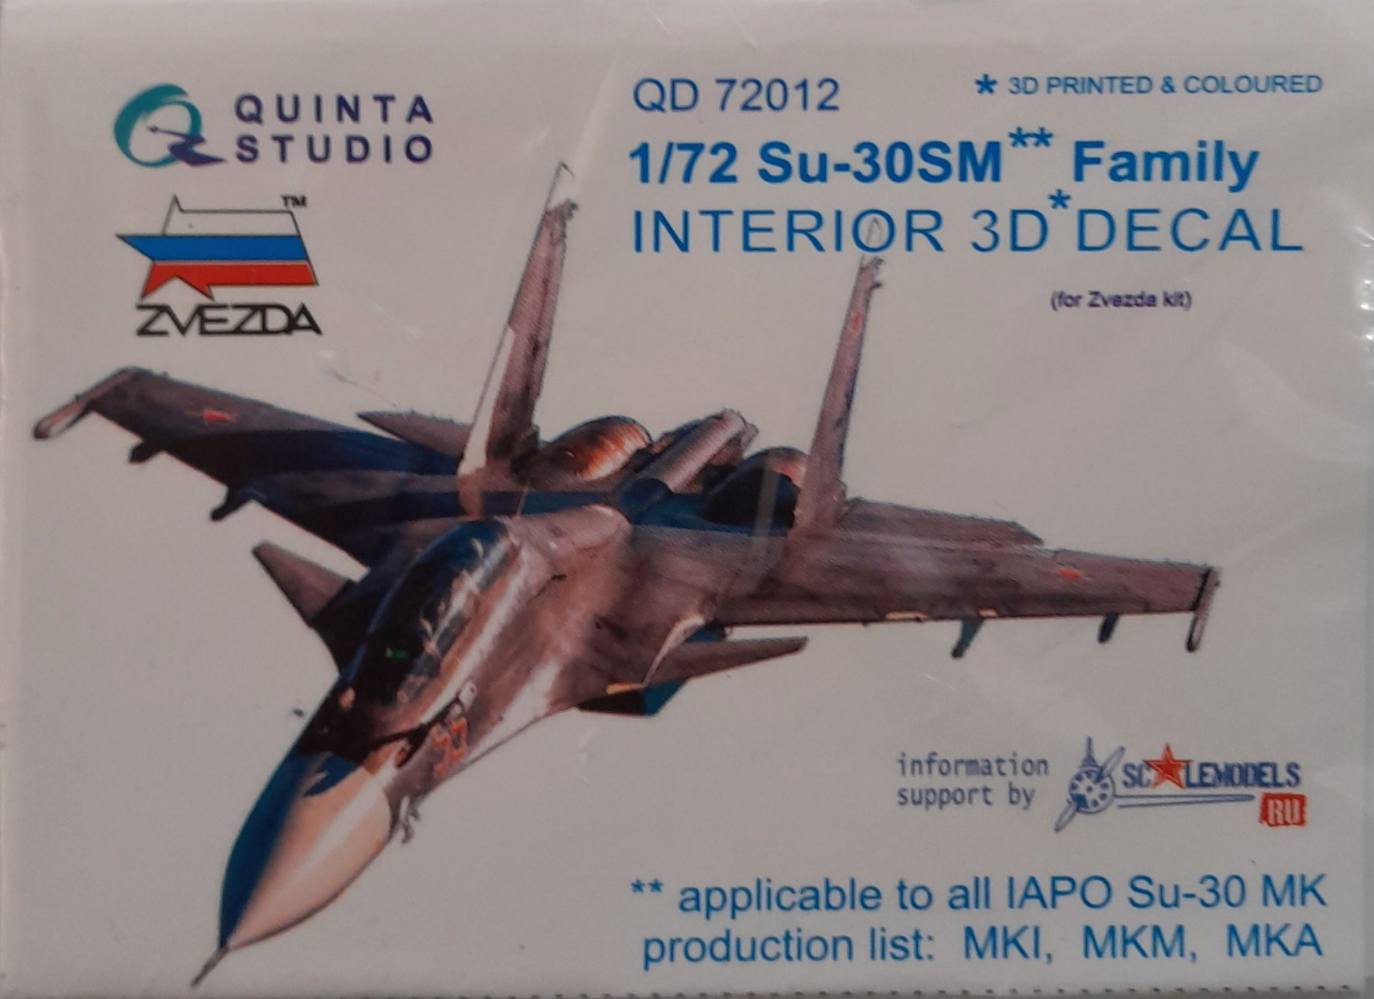 QUINTA
STUDIO
QD 72012
* 3D PRINTED & COLOURED
1/72 Su-30SM** Family
INTERIOR 3D* DECAL
(for Zvezda kit)
TM
ZVEZDA
information
support by
SCALEMODELS
RU
** applicable to all IAPO Su-30 MK
production list: MKI, MKM, MKA